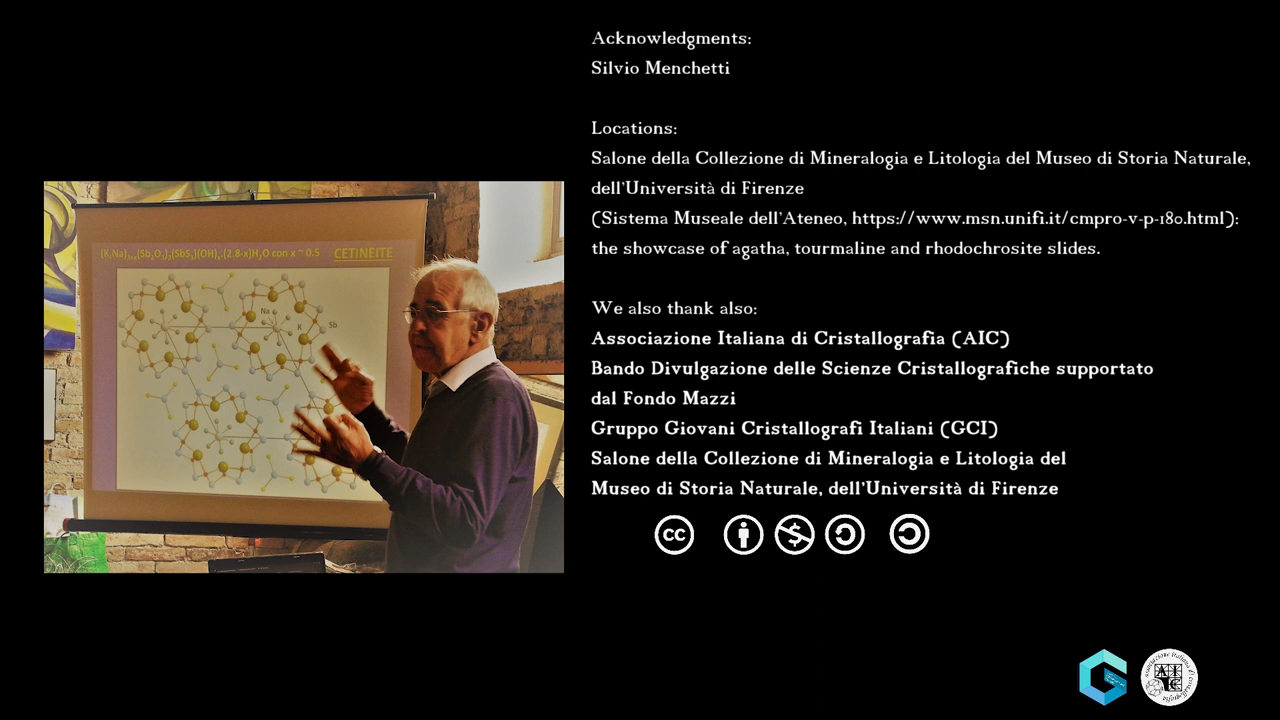 Acknowledgments:
Silvio Menchetti
Locations:
Salone della Collezione di Mineralogia e Litologia del Museo di Storia Naturale,
dell'Università di Firenze
(Sistema Museale dell'Ateneo, https://www.msn.unifi.it/cmpro-v-p-180.html):
the showcase of agatha, tourmaline and rhodochrosite slides.
We also thank also:
Associazione Italiana di Cristallografia (AIC)
Bando Divulgazione delle Scienze Cristallografiche supportato
dal Fondo Mazzi
Gruppo Giovani Cristallografi Italiani (GCI)
Salone della Collezione di Mineralogia e Litologia del
Museo di Storia Naturale, dell'Università di Firenze
cc
CETINEITE
con x ~ 0.5
Na
K
Sb